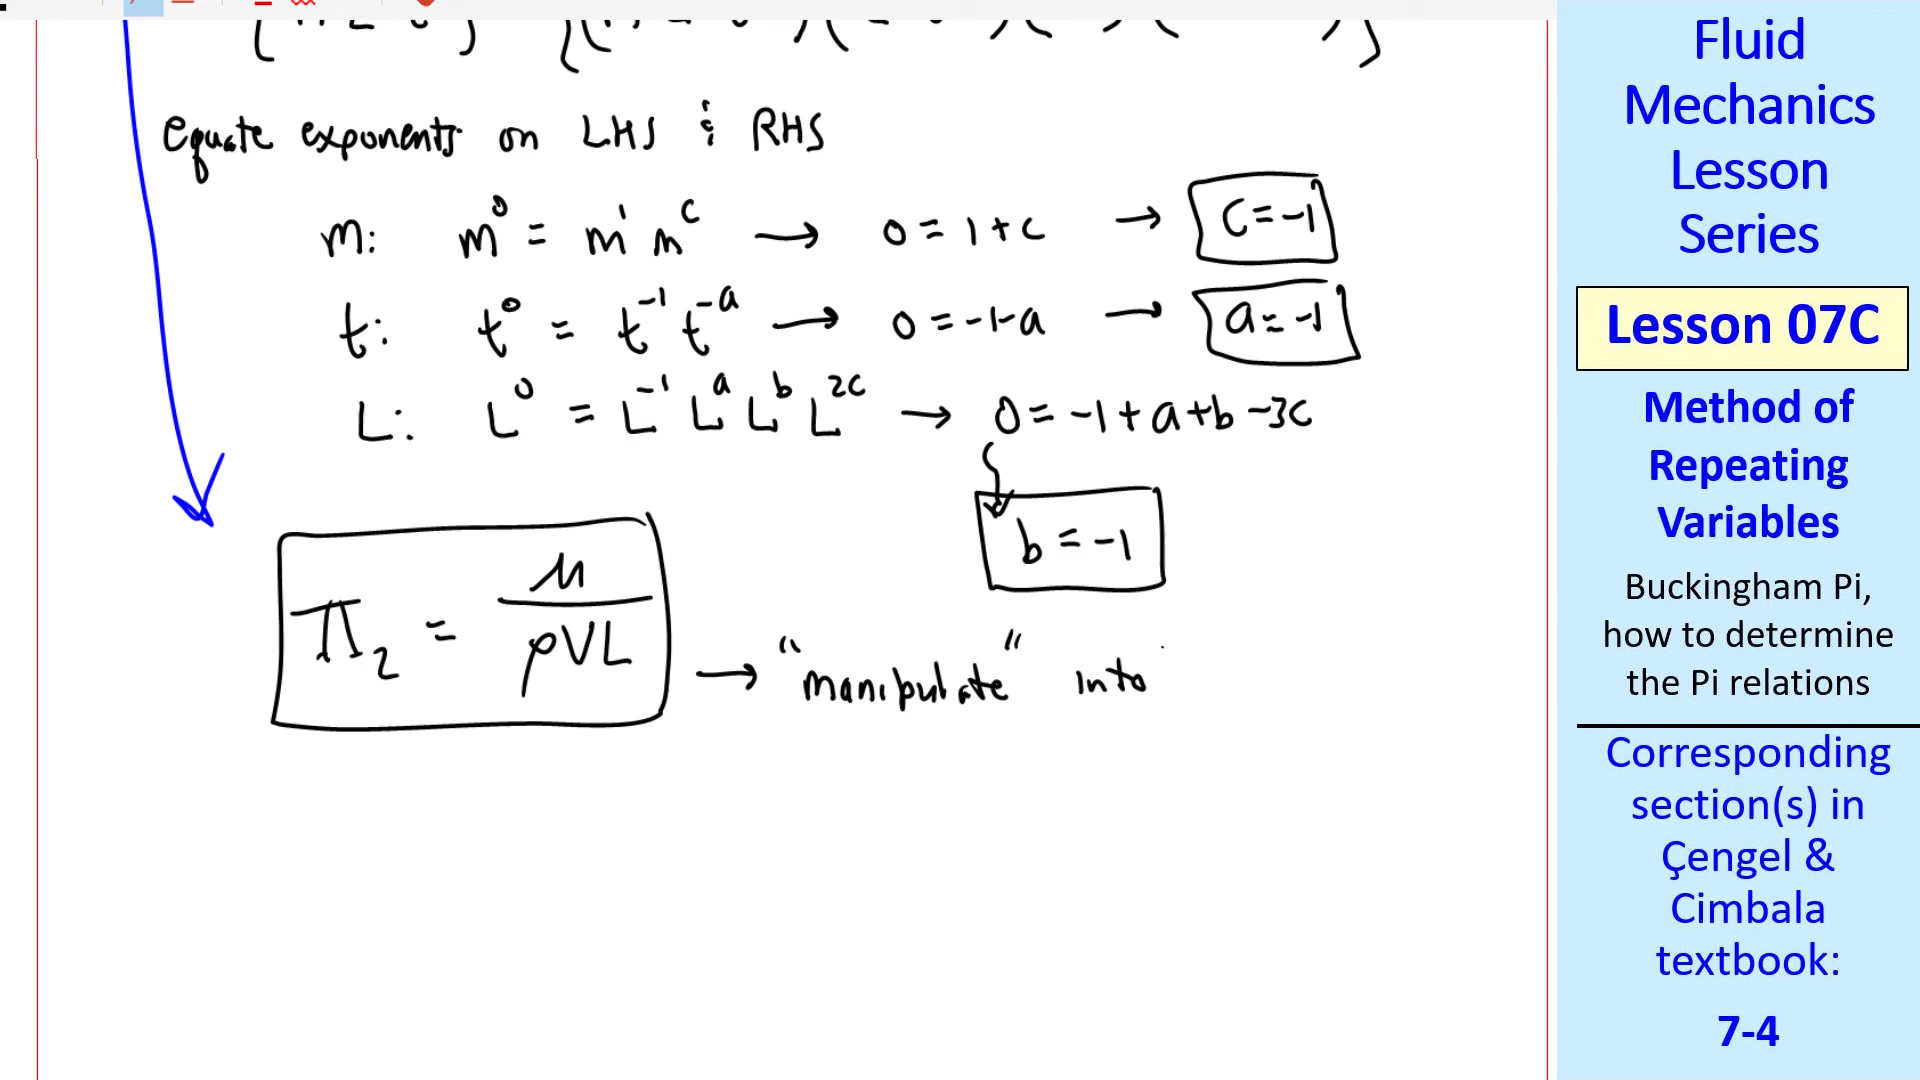 equate exponents on LHS & RHS
m: m⁰ = m¹ mᶜ → 0 = 1 + c → c = -1
t: t⁰ = t⁻¹ t⁻ᵃ → 0 = -1 - a → a = -1
L: L⁰ = L⁻¹ Lᵃ Lᵇ L²ᶜ → 0 = -1 + a + b - 3c
b = -1
Π₂ = μ / ρVL → "manipulate" into
Fluid
Mechanics
Lesson
Series
Lesson 07C
Method of
Repeating
Variables
Buckingham Pi,
how to determine
the Pi relations
Corresponding
section(s) in
Çengel &
Cimbala
textbook:
7-4